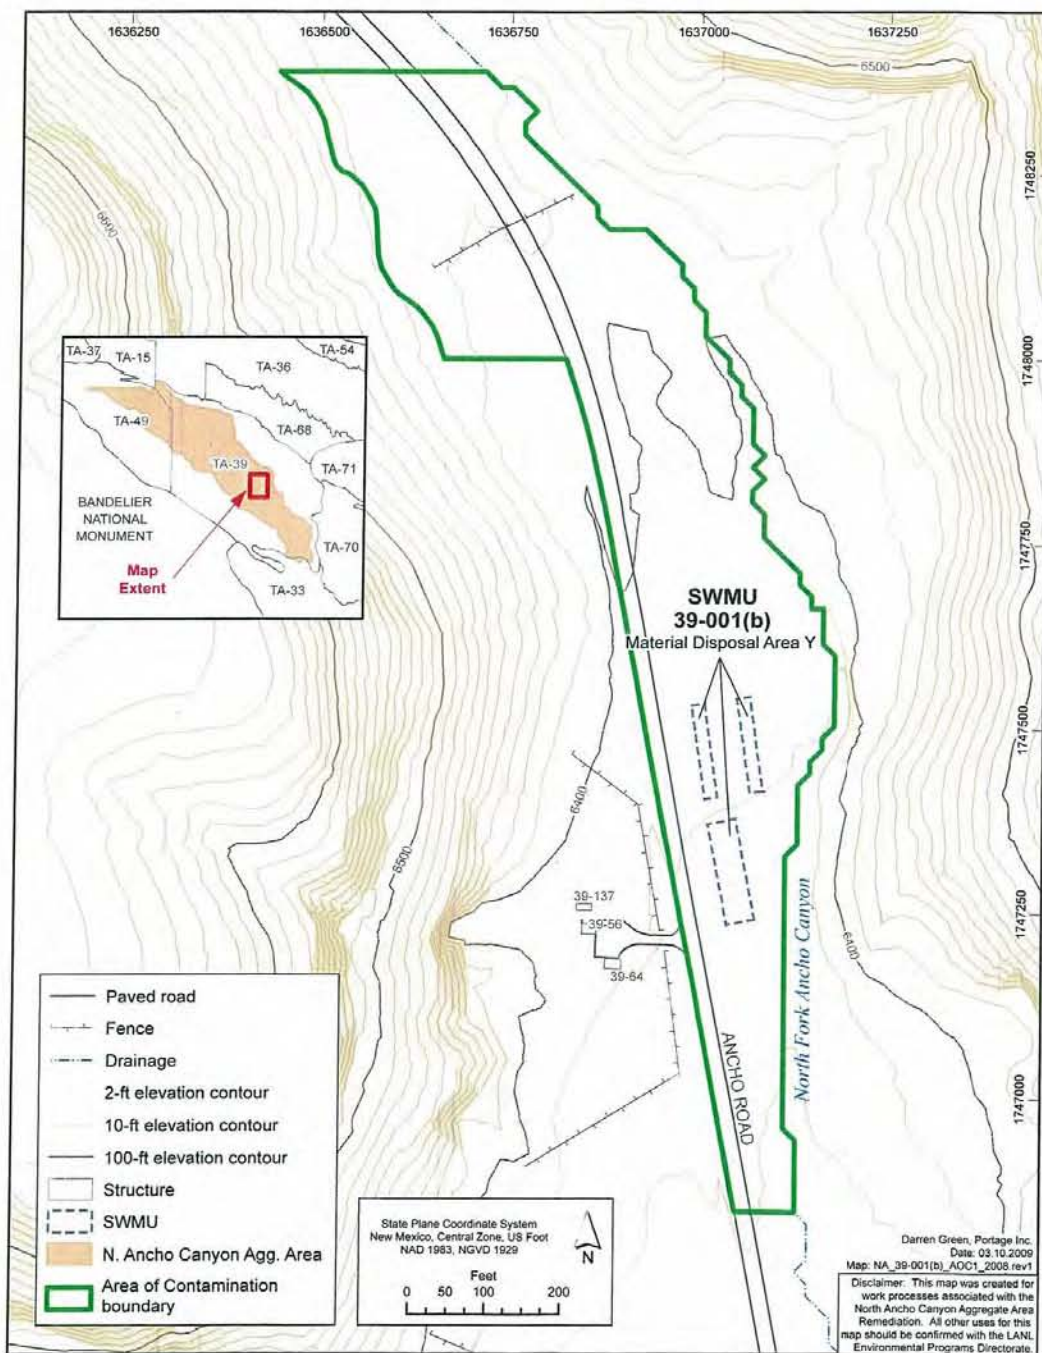 1636250
1636500
1636750
1637000
1637250
6500
1748250
6500
1748000
TA-37
TA-15
TA-54
TA-36
TA-49
TA-68
TA-39
TA-71
BANDELIER
NATIONAL
MONUMENT
TA-70
Map
Extent
TA-33
1747750
SWMU
39-001(b)
Material Disposal Area Y
1747500
6400
6500
39-137
39-56
39-64
1747250
6400
North Fork Ancho Canyon
ANCHO ROAD
1747000
Paved road
Fence
Drainage
2-ft elevation contour
10-ft elevation contour
100-ft elevation contour
Structure
SWMU
N. Ancho Canyon Agg. Area
Area of Contamination
boundary
State Plane Coordinate System
New Mexico, Central Zone, US Foot
NAD 1983, NGVD 1929
N
Feet
0 50 100 200
Darren Green, Portage Inc.
Date: 03.10.2009
Map: NA_39-001(b)_AOC1_2008.rev1
Disclaimer: This map was created for
work processes associated with the
North Ancho Canyon Aggregate Area
Remediation. All other uses for this
map should be confirmed with the LANL
Environmental Programs Directorate.